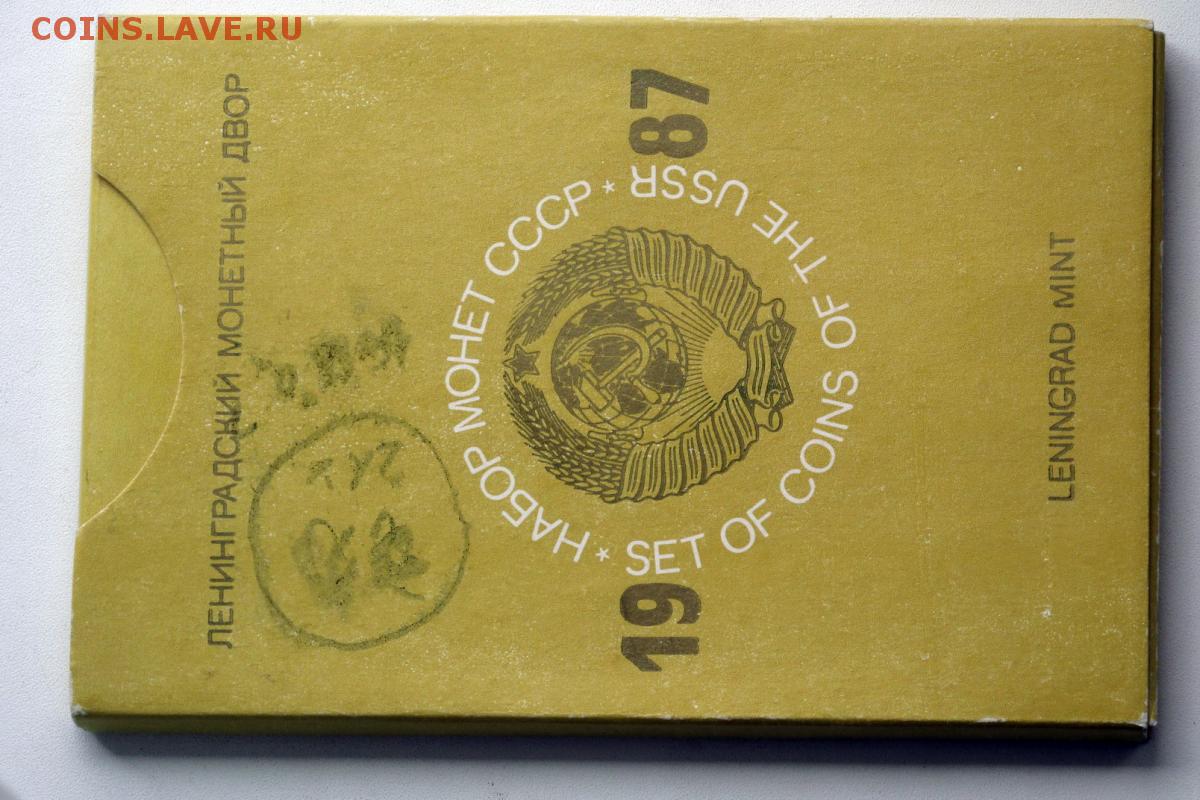 COINS.LAVE.RU
ЛЕНИНГРАДСКИЙ МОНЕТНЫЙ ДВОР
НАБОР МОНЕТ СССР * SET OF COINS OF THE USSR *
19 87
LENINGRAD MINT